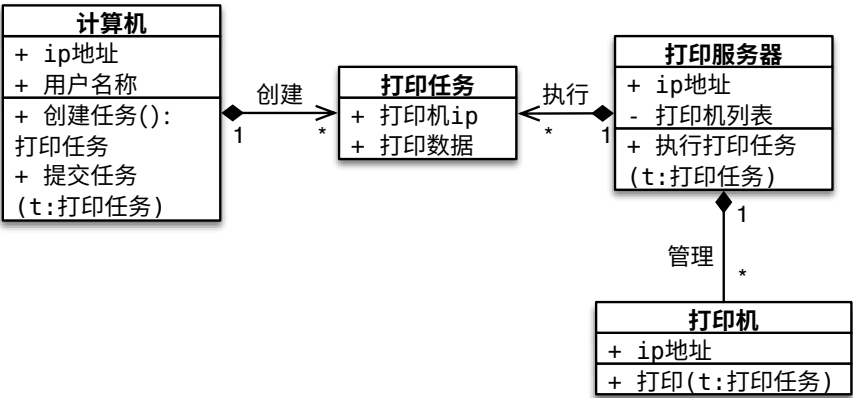 计算机
+ ip地址
+ 用户名称
+ 创建任务():
打印任务
+ 提交任务
(t:打印任务)
创建
1
*
打印任务
+ 打印机ip
+ 打印数据
执行
*
1
打印服务器
+ ip地址
- 打印机列表
+ 执行打印任务
(t:打印任务)
1
管理
*
打印机
+ ip地址
+ 打印(t:打印任务)